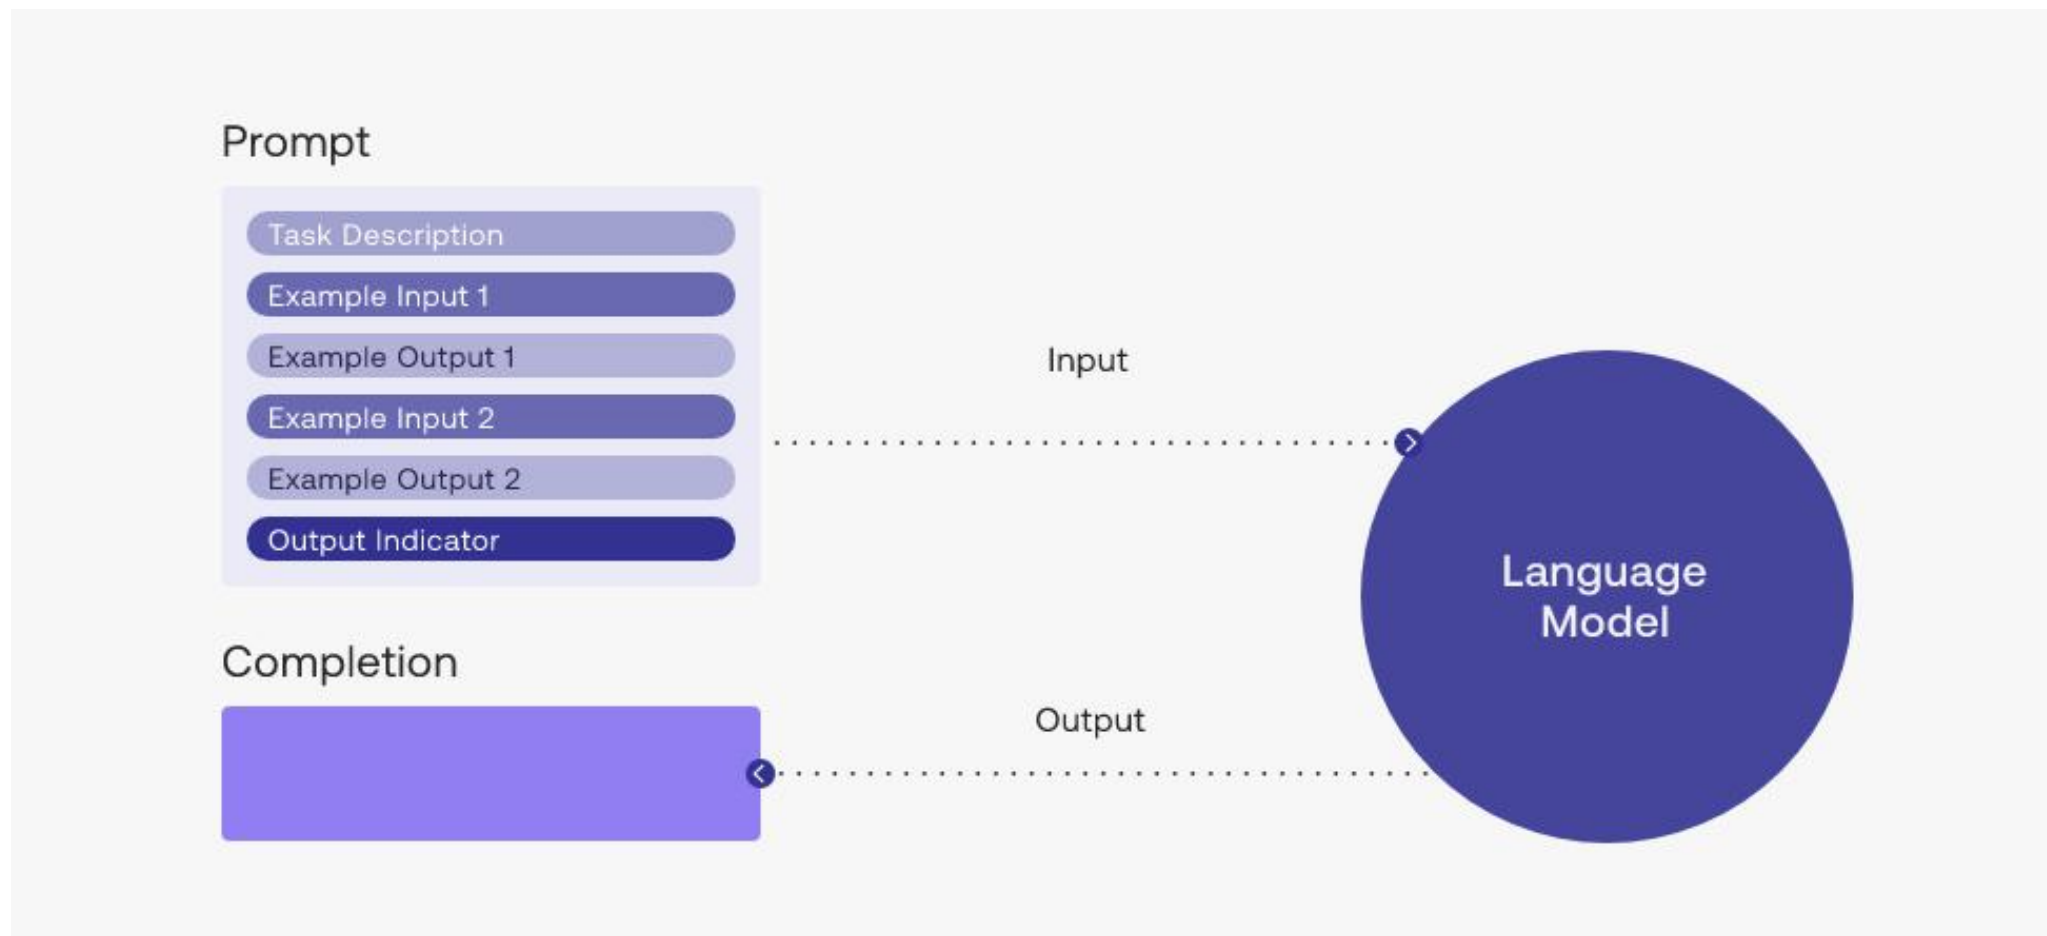 Prompt
Task Description
Example Input 1
Example Output 1
Example Input 2
Example Output 2
Output Indicator
Input
Language
Model
Completion
Output